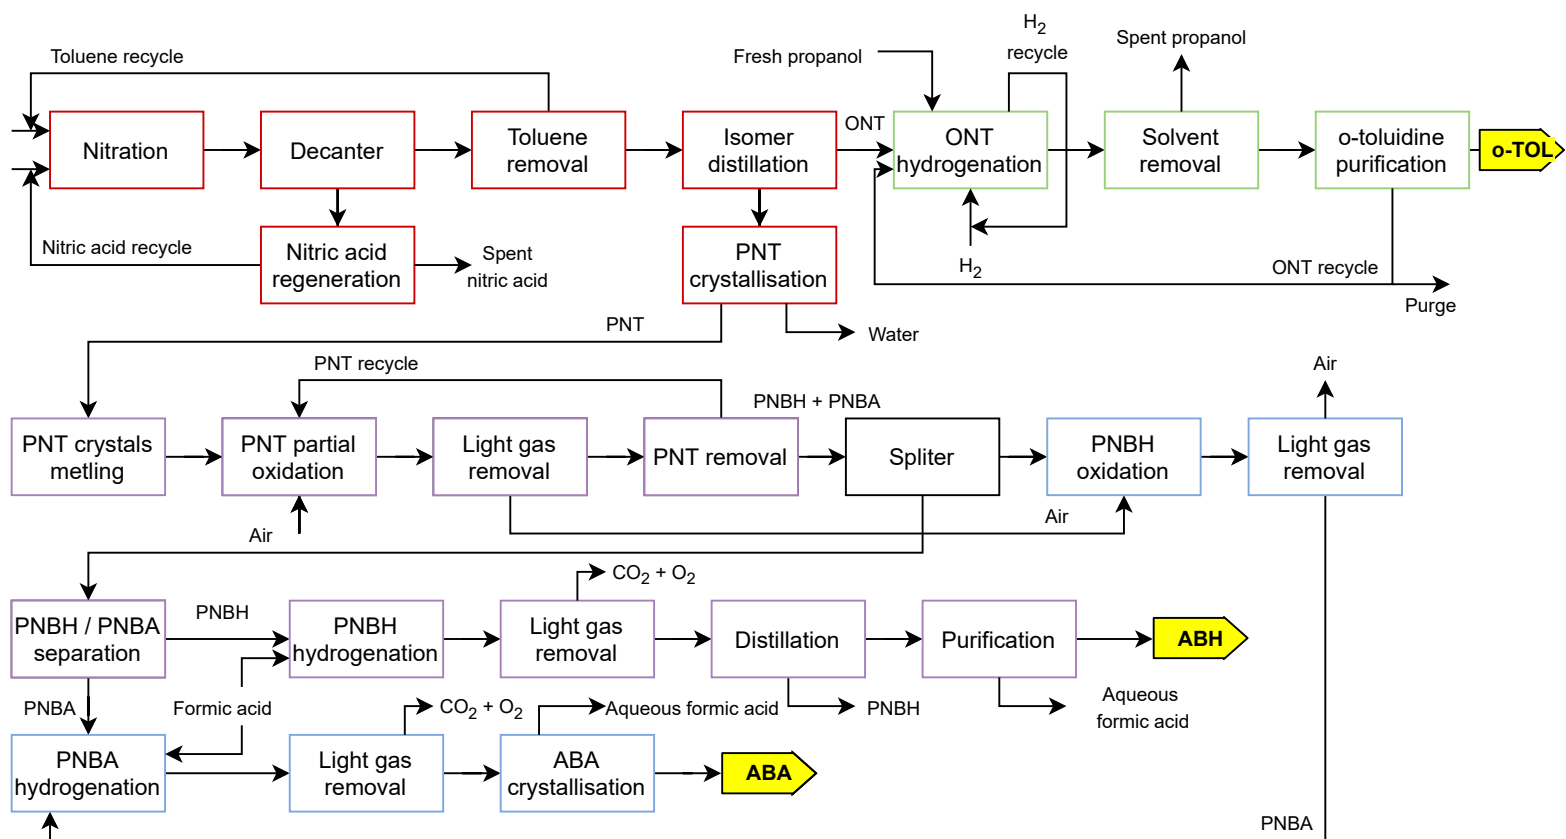 H2
recycle
Toluene recycle
Fresh propanol
Spent propanol
Nitration
Decanter
Toluene
removal
Isomer
distillation
ONT
ONT
hydrogenation
Solvent
removal
o-toluidine
purification
o-TOL
Nitric acid recycle
Nitric acid
regeneration
Spent
nitric acid
PNT
crystallisation
H2
ONT recycle
Purge
PNT
Water
PNT recycle
PNBH + PNBA
Air
PNT crystals
metling
PNT partial
oxidation
Light gas
removal
PNT removal
Spliter
PNBH
oxidation
Light gas
removal
Air
Air
CO2 + O2
PNBH / PNBA
separation
PNBH
PNBH
hydrogenation
Light gas
removal
Distillation
Purification
ABH
PNBA
Formic acid
CO2 + O2
Aqueous formic acid
PNBH
Aqueous
formic acid
PNBA
hydrogenation
Light gas
removal
ABA
crystallisation
ABA
PNBA